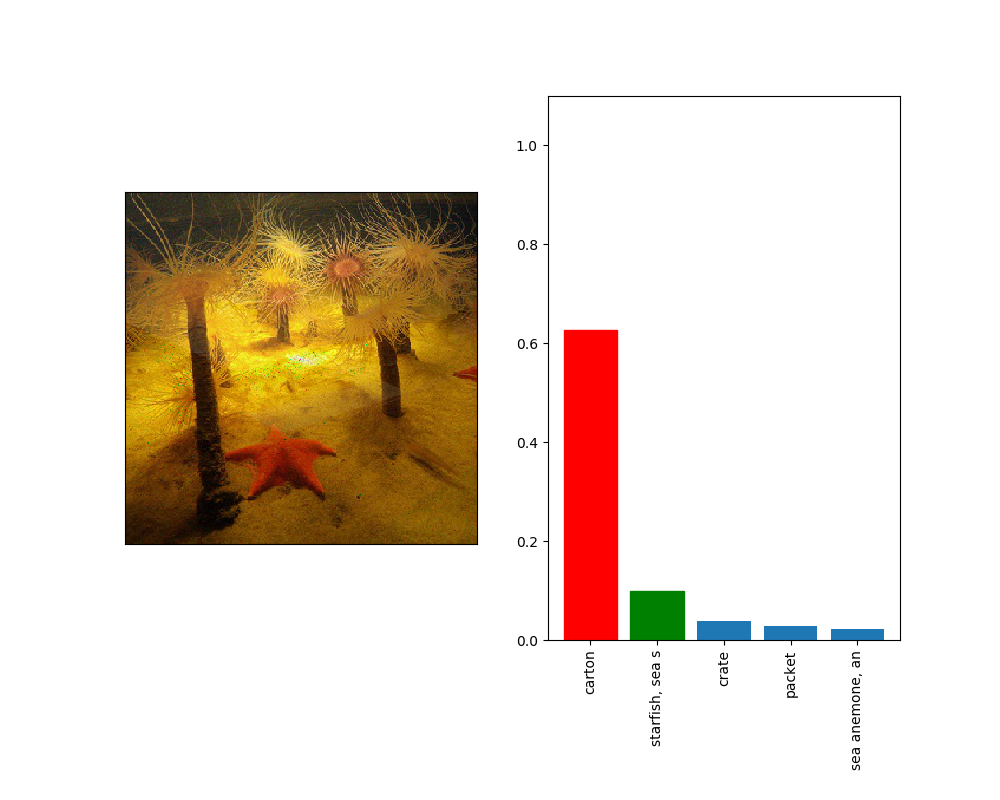 1.0
0.8
0.6
0.4
0.2
0.0
carton
starfish, sea s
crate
packet
sea anemone, an